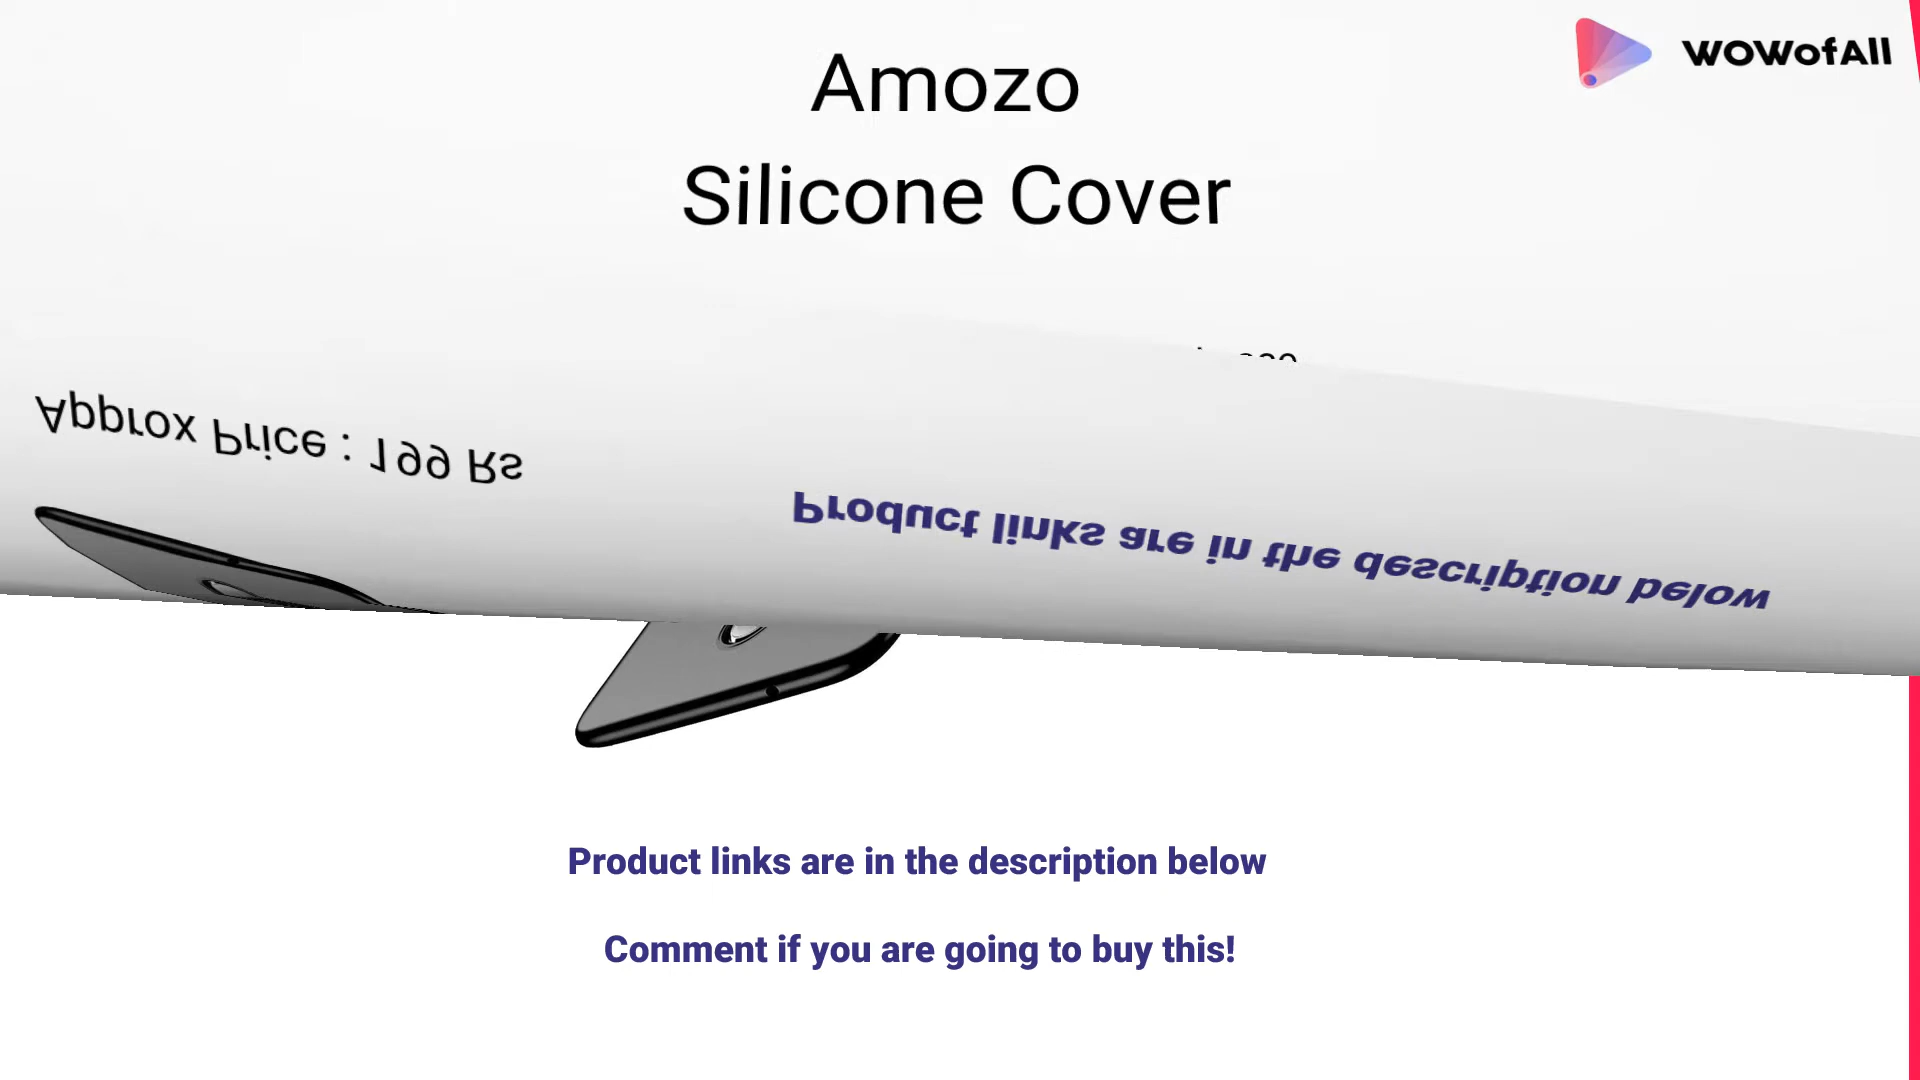 WOWofAll
Amozo
Silicone Cover
Approx Price : 199 Rs
Product links are in the description below
Product links are in the description below
Comment if you are going to buy this!